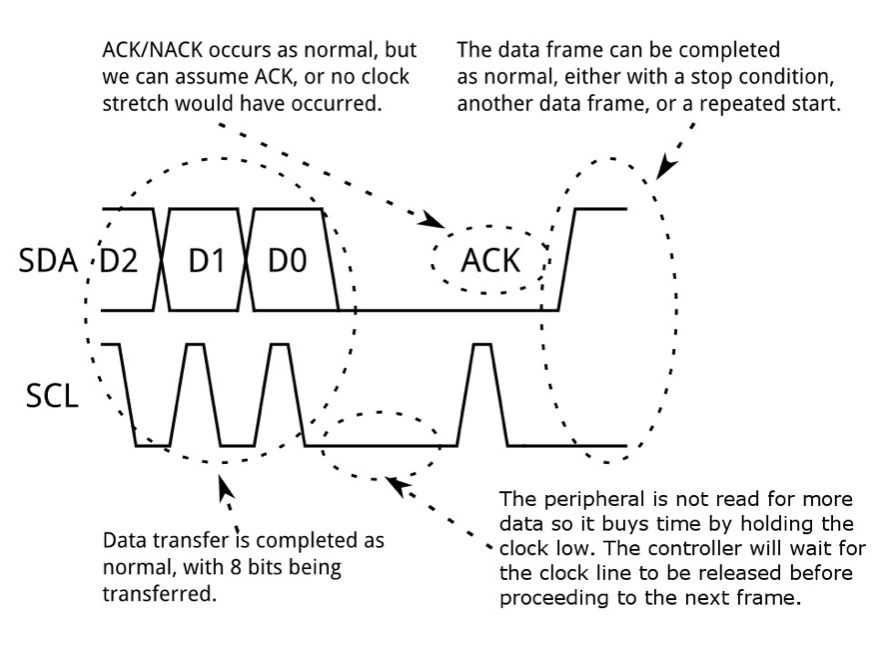 ACK/NACK occurs as normal, but
we can assume ACK, or no clock
stretch would have occurred.
The data frame can be completed
as normal, either with a stop condition,
another data frame, or a repeated start.
SDA D2 D1 D0 ACK
SCL
Data transfer is completed as
normal, with 8 bits being
transferred.
The peripheral is not read for more
data so it buys time by holding the
clock low. The controller will wait for
the clock line to be released before
proceeding to the next frame.